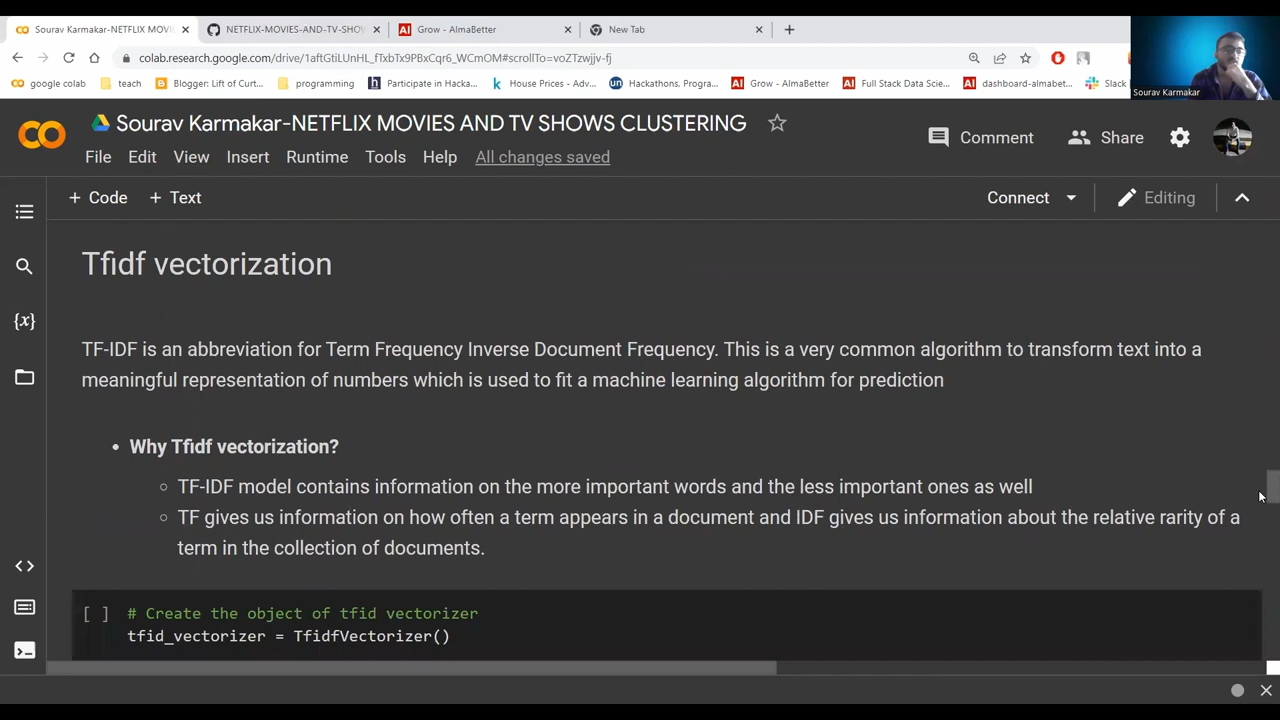 Sourav Karmakar-NETFLIX MOVI
NETFLIX-MOVIES-AND-TV-SHO
Grow - AlmaBetter
New Tab
colab.research.google.com/drive/1aftGtiLUnHL_fTxbTx9PBxCqr6_WCmOM#scrollTo=voZTzwjjv-fj
google colab
teach
Blogger: Lift of Curt...
programming
Participate in Hacka...
House Prices - Adv...
Hackathons, Progra...
Grow - AlmaBetter
Full Stack Data Scie...
dashboard-almabet...
Slack
Sourav Karmakar
Sourav Karmakar-NETFLIX MOVIES AND TV SHOWS CLUSTERING
Comment
Share
File Edit View Insert Runtime Tools Help All changes saved
+ Code + Text
Connect
Editing
Tfidf vectorization
TF-IDF is an abbreviation for Term Frequency Inverse Document Frequency. This is a very common algorithm to transform text into a
meaningful representation of numbers which is used to fit a machine learning algorithm for prediction
• Why Tfidf vectorization?
○ TF-IDF model contains information on the more important words and the less important ones as well
○ TF gives us information on how often a term appears in a document and IDF gives us information about the relative rarity of a
term in the collection of documents.
[ ] # Create the object of tfid vectorizer
tfid_vectorizer = TfidfVectorizer()